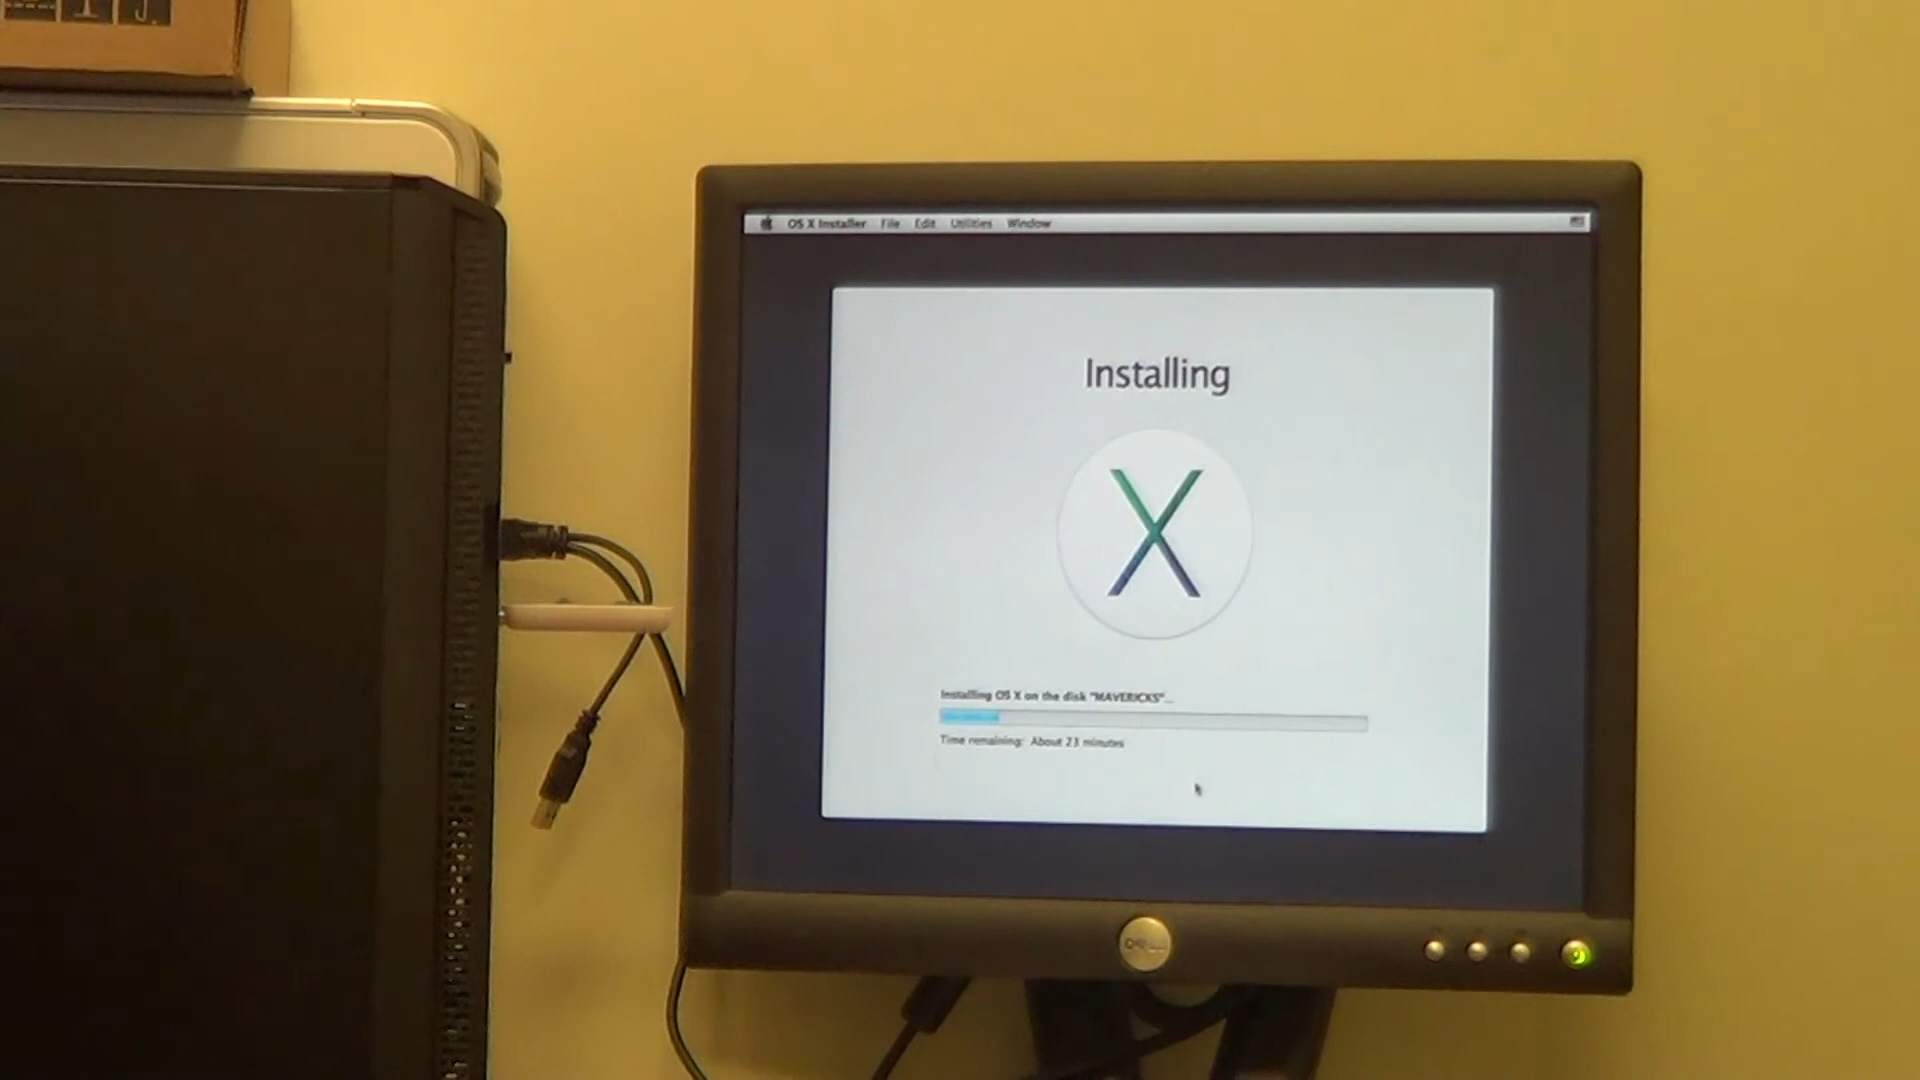 OS X Installer File Edit Utilities Window
Installing
X
Installing OS X on the disk "MAVERICKS"...
Time remaining: About 23 minutes
DELL